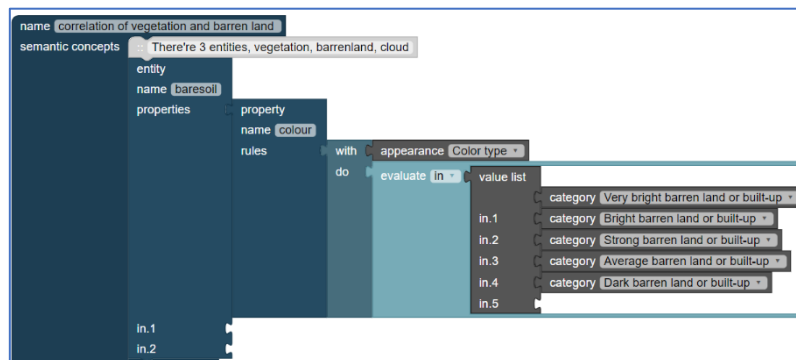 name correlation of vegetation and barren land
semantic concepts :: There're 3 entities, vegetation, barrenland, cloud
entity
name baresoil
properties property
name colour
rules with appearance Color type
do evaluate in value list
category Very bright barren land or built-up
in.1 category Bright barren land or built-up
in.2 category Strong barren land or built-up
in.3 category Average barren land or built-up
in.4 category Dark barren land or built-up
in.5
in.1
in.2